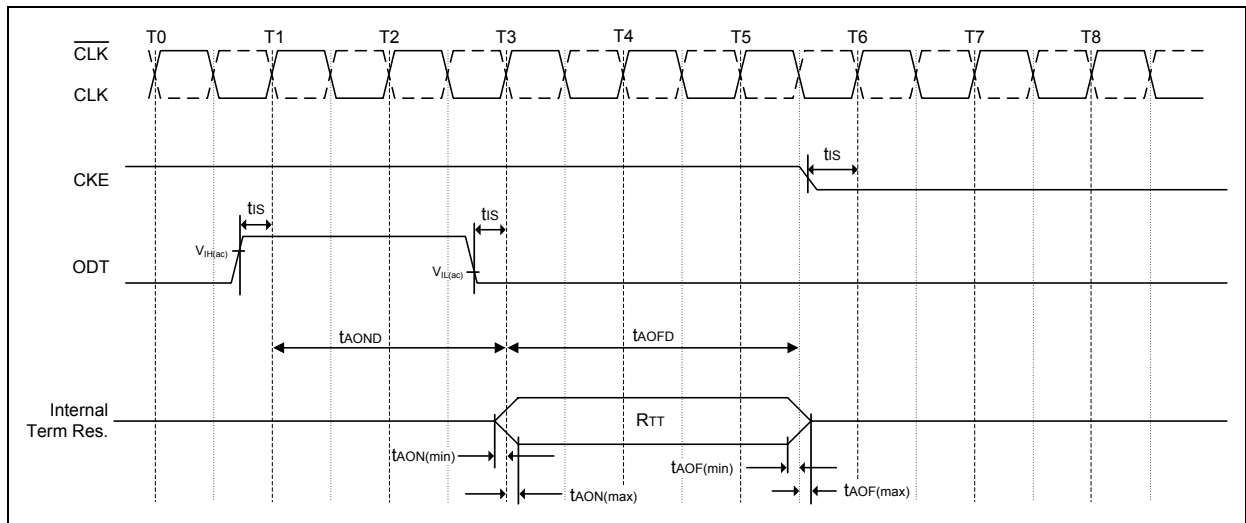 T0 T1 T2 T3 T4 T5 T6 T7 T8
CLK
CLK
tIS
CKE
tIS
tIS
VIH(ac)
ODT
VIL(ac)
tAOND
tAOFD
Internal
Term Res.
RTT
tAON(min)
tAOF(min)
tAON(max)
tAOF(max)